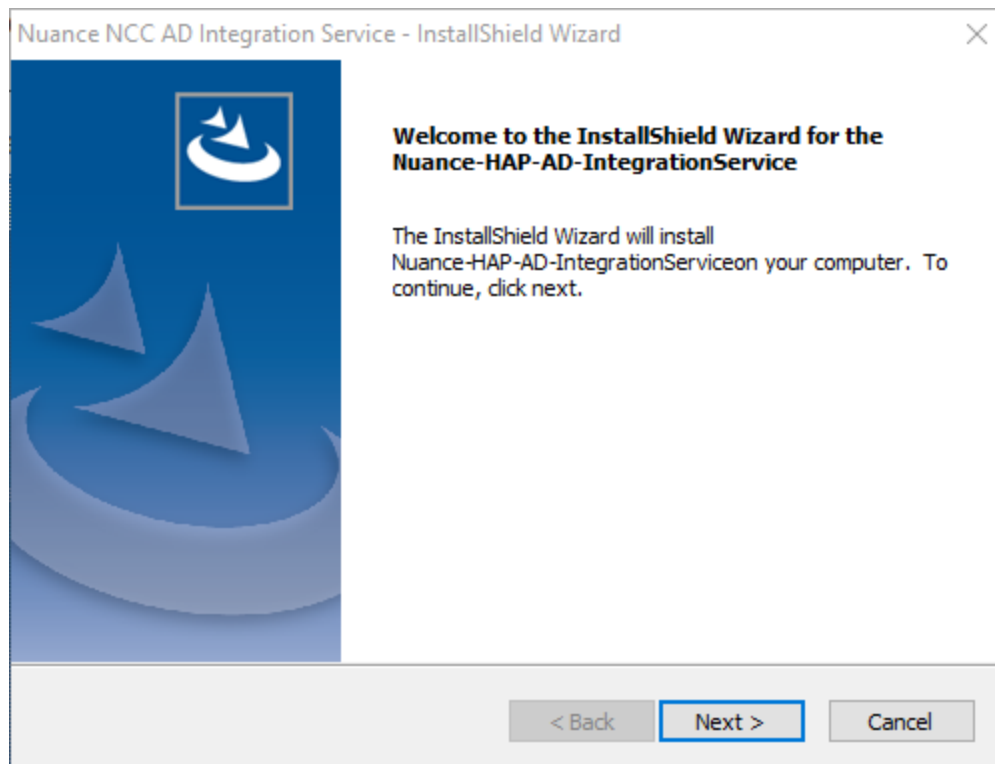 Nuance NCC AD Integration Service - InstallShield Wizard
Welcome to the InstallShield Wizard for the
Nuance-HAP-AD-IntegrationService
The InstallShield Wizard will install
Nuance-HAP-AD-IntegrationServiceon your computer. To
continue, click next.
< Back Next > Cancel